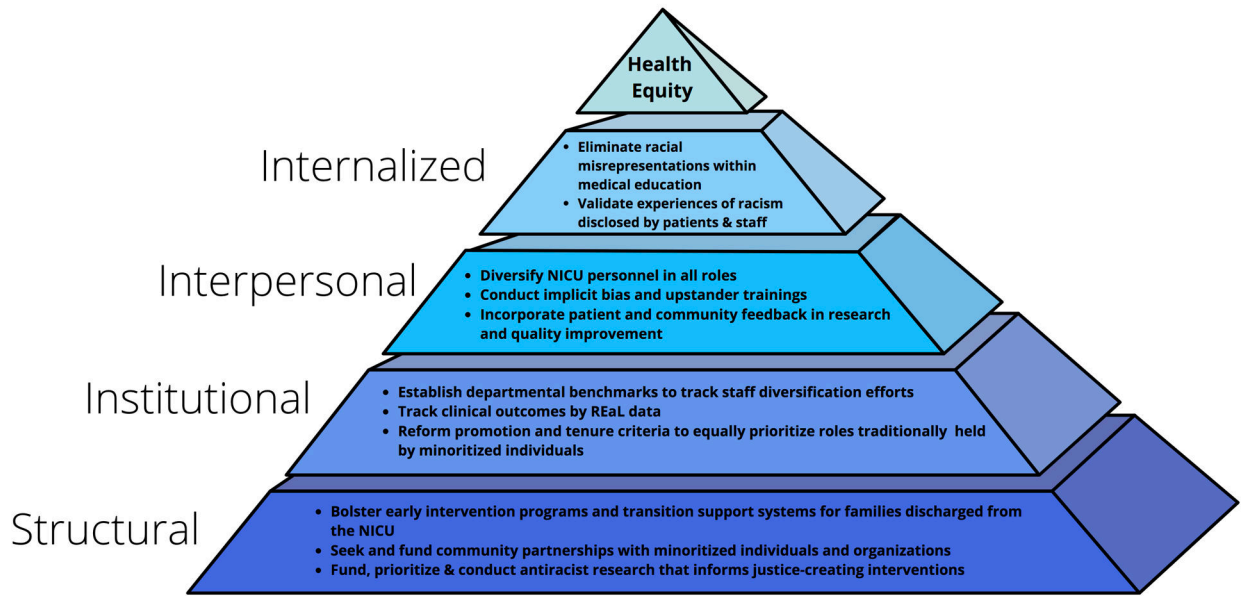 Health
Equity
Internalized
• Eliminate racial
misrepresentations within
medical education
• Validate experiences of racism
disclosed by patients & staff
Interpersonal
• Diversify NICU personnel in all roles
• Conduct implicit bias and upstander trainings
• Incorporate patient and community feedback in research
and quality improvement
Institutional
• Establish departmental benchmarks to track staff diversification efforts
• Track clinical outcomes by REaL data
• Reform promotion and tenure criteria to equally prioritize roles traditionally held
by minoritized individuals
Structural
• Bolster early intervention programs and transition support systems for families discharged from
the NICU
• Seek and fund community partnerships with minoritized individuals and organizations
• Fund, prioritize & conduct antiracist research that informs justice-creating interventions